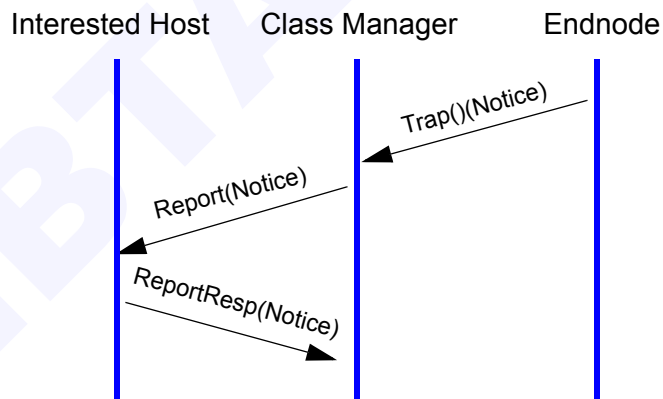 Interested Host Class Manager Endnode
Trap()(Notice)
Report(Notice)
ReportResp(Notice)